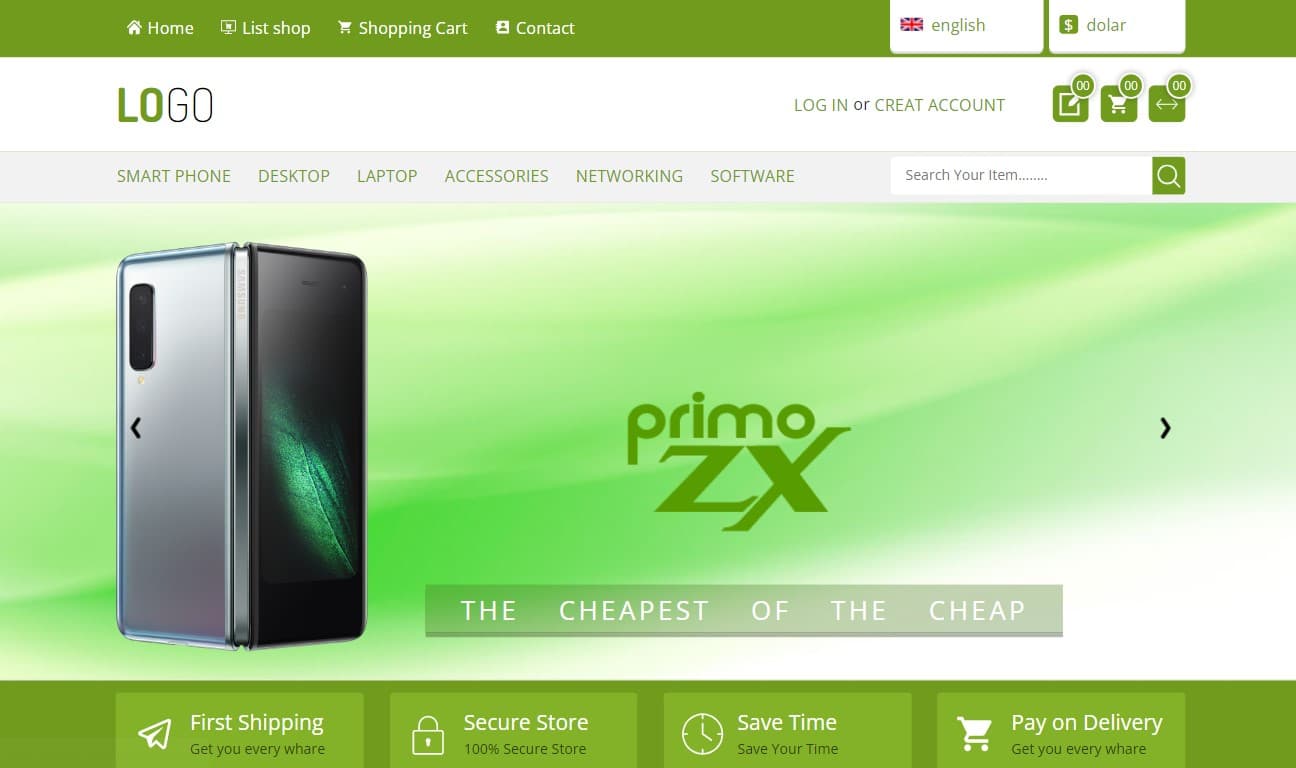 Home List shop Shopping Cart Contact english $ dolar
LOGO
LOG IN or CREAT ACCOUNT 00 00 00
SMART PHONE DESKTOP LAPTOP ACCESSORIES NETWORKING SOFTWARE Search Your Item........
SAMSUNG
primo
ZX
THE CHEAPEST OF THE CHEAP
First Shipping Secure Store Save Time Pay on Delivery
Get you every whare 100% Secure Store Save Your Time Get you every whare